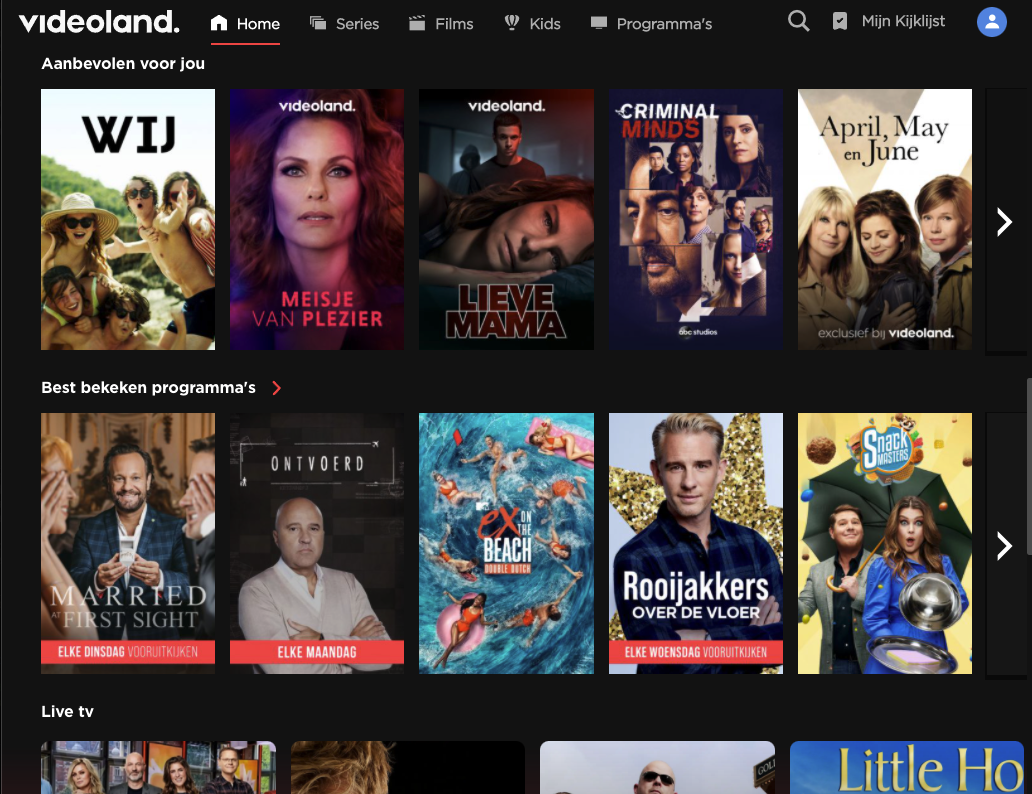 videoland.
Home
Series
Films
Kids
Programma's
Mijn Kijklijst
Aanbevolen voor jou
WIJ
videoland.
MEISJE
VAN PLEZIER
videoland.
LIEVE
MAMA
CRIMINAL
MINDS
abc studios
April, May
en June
exclusief bij videoland.
Best bekeken programma's
MARRIED
AT FIRST SIGHT
ELKE DINSDAG VOORUITKIJKEN
ONTVOERD
ELKE MAANDAG
MTV
ex ON
THE
BEACH
DOUBLE DUTCH
Rooijakkers
OVER DE VLOER
ELKE WOENSDAG VOORUITKIJKEN
Snack
MASTERS
Live tv
GOL
Little Ho